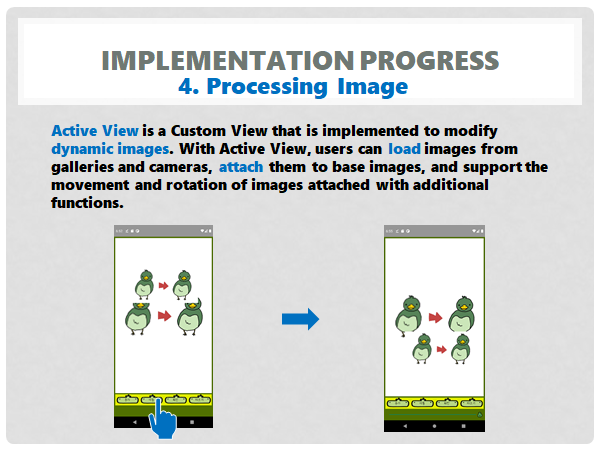 IMPLEMENTATION PROGRESS
4. Processing Image
Active View is a Custom View that is implemented to modify
dynamic images. With Active View, users can load images from
galleries and cameras, attach them to base images, and support the
movement and rotation of images attached with additional
functions.